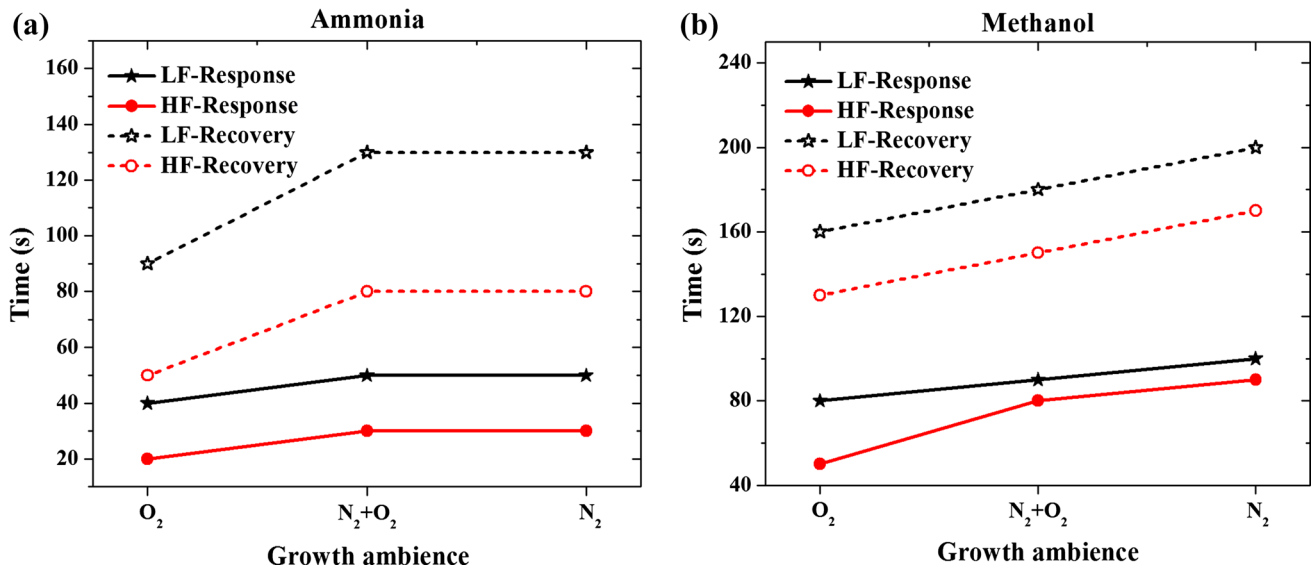 (a)
Ammonia
LF-Response
HF-Response
LF-Recovery
HF-Recovery
160
140
120
100
80
60
40
20
Time (s)
O₂
N₂+O₂
N₂
Growth ambience
(b)
Methanol
LF-Response
HF-Response
LF-Recovery
HF-Recovery
240
200
160
120
80
40
Time (s)
O₂
N₂+O₂
N₂
Growth ambience